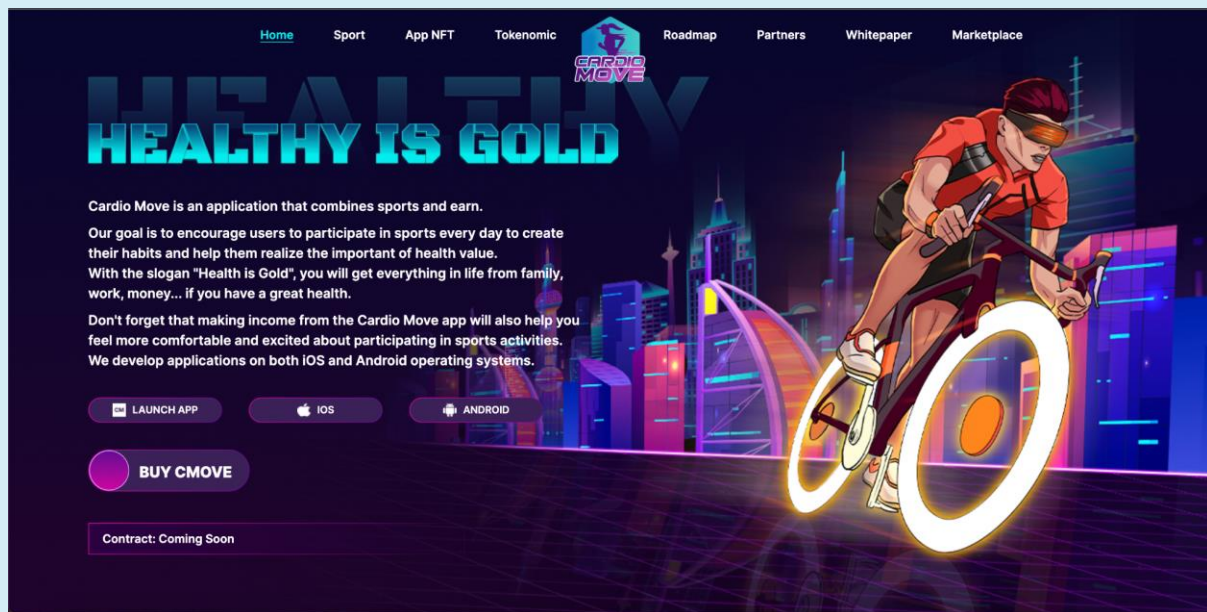 Home Sport App NFT Tokenomic CARDIO MOVE Roadmap Partners Whitepaper Marketplace
HEALTHY
HEALTHY IS GOLD
Cardio Move is an application that combines sports and earn.
Our goal is to encourage users to participate in sports every day to create
their habits and help them realize the important of health value.
With the slogan "Health is Gold", you will get everything in life from family,
work, money... if you have a great health.
Don't forget that making income from the Cardio Move app will also help you
feel more comfortable and excited about participating in sports activities.
We develop applications on both iOS and Android operating systems.
CM LAUNCH APP IOS ANDROID
BUY CMOVE
Contract: Coming Soon